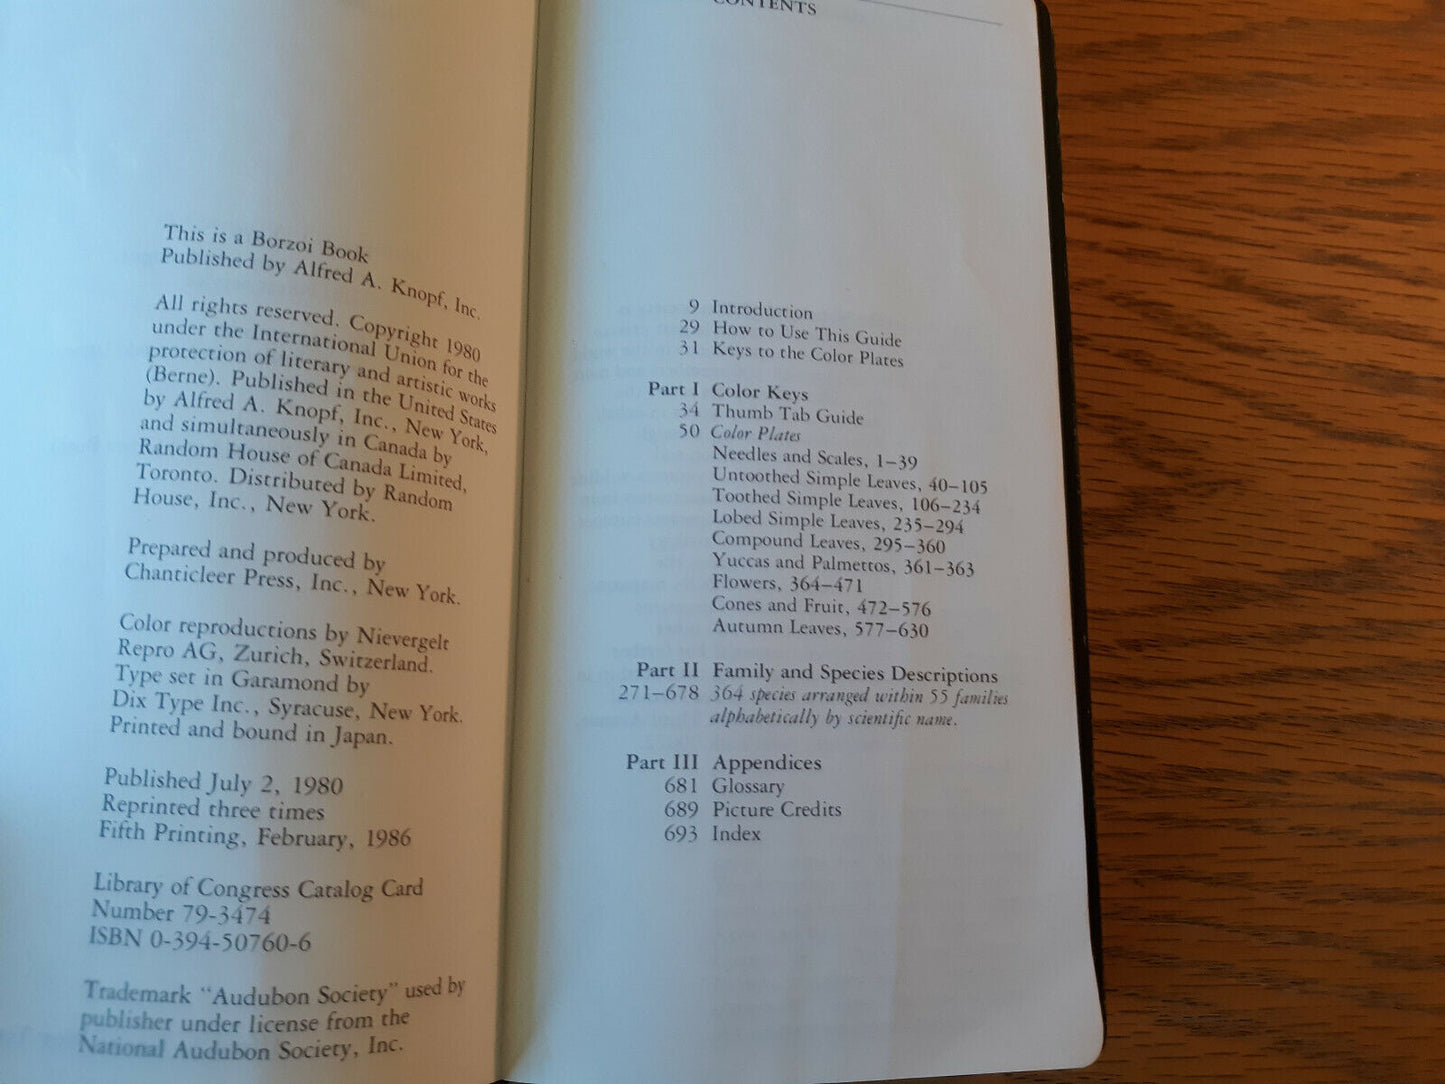 This is a Borzoi Book
Published by Alfred A. Knopf, Inc.
All rights reserved. Copyright 1980
under the International Union for the
protection of literary and artistic works
(Berne). Published in the United States
by Alfred A. Knopf, Inc., New York,
and simultaneously in Canada by
Random House of Canada Limited,
Toronto. Distributed by Random
House, Inc., New York.
Prepared and produced by
Chanticleer Press, Inc., New York.
Color reproductions by Nievergelt
Repro AG, Zurich, Switzerland.
Type set in Garamond by
Dix Type Inc., Syracuse, New York.
Printed and bound in Japan.
Published July 2, 1980
Reprinted three times
Fifth Printing, February, 1986
Library of Congress Catalog Card
Number 79-3474
ISBN 0-394-50760-6
Trademark "Audubon Society" used by
publisher under license from the
National Audubon Society, Inc.
CONTENTS
9 Introduction
29 How to Use This Guide
31 Keys to the Color Plates
Part I Color Keys
34 Thumb Tab Guide
50 Color Plates
Needles and Scales, 1–39
Untoothed Simple Leaves, 40–105
Toothed Simple Leaves, 106–234
Lobed Simple Leaves, 235–294
Compound Leaves, 295–360
Yuccas and Palmettos, 361–363
Flowers, 364–471
Cones and Fruit, 472–576
Autumn Leaves, 577–630
Part II Family and Species Descriptions
271–678 364 species arranged within 55 families
alphabetically by scientific name.
Part III Appendices
681 Glossary
689 Picture Credits
693 Index